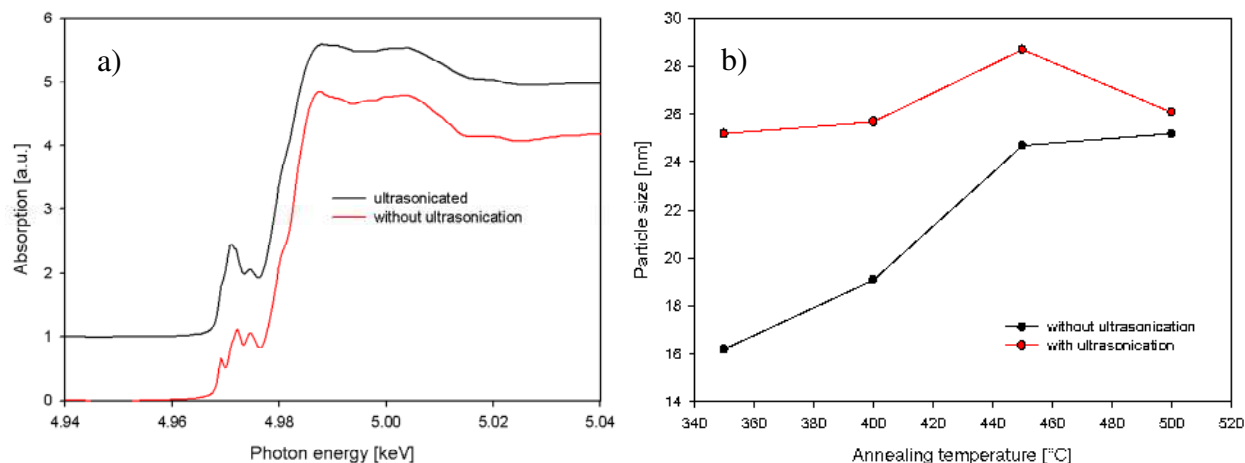 a)
6
5
4
3
2
1
0
Absorption [a.u.]
ultrasonicated
without ultrasonication
4.94 4.96 4.98 5.00 5.02 5.04
Photon energy [keV]
b)
30
28
26
24
22
20
18
16
14
Particle size [nm]
without ultrasonication
with ultrasonication
340 360 380 400 420 440 460 480 500 520
Annealing temperature [°C]